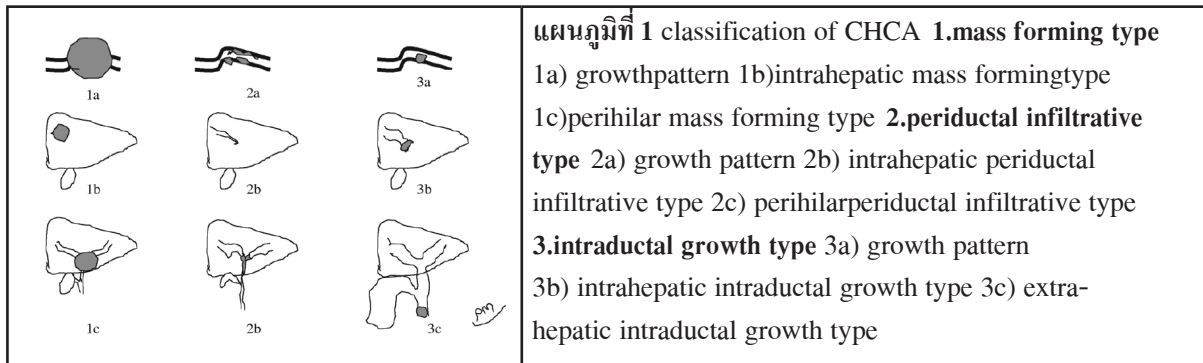 1a 2a 3a
1b 2b 3b
1c 2b 3c
แผนภูมิที่ 1 classification of CHCA 1.mass forming type
1a) growthpattern 1b)intrahepatic mass formingtype
1c)perihilar mass forming type 2.periductal infiltrative
type 2a) growth pattern 2b) intrahepatic periductal
infiltrative type 2c) perihilarperiductal infiltrative type
3.intraductal growth type 3a) growth pattern
3b) intrahepatic intraductal growth type 3c) extra-
hepatic intraductal growth type